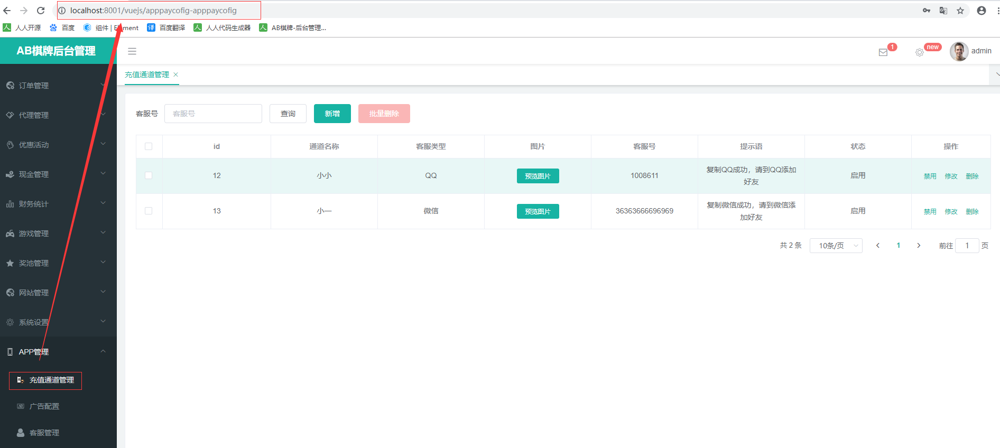 localhost:8001/vuejs/apppaycofig-apppaycofig
人人开源 百度 组件 | Element 百度翻译 人人代码生成器 AB棋牌-后台管理...
AB棋牌后台管理
1 new admin
充值通道管理
订单管理
代理管理
优惠活动
现金管理
财务统计
游戏管理
奖池管理
网站管理
系统设置
APP管理
充值通道管理
广告配置
客服管理
客服号 客服号 查询 新增 批量删除
id 通道名称 客服类型 图片 客服号 提示语 状态 操作
12 小小 QQ 预览图片 1008611 复制QQ成功，请到QQ添加 启用 禁用 修改 删除
好友
13 小一 微信 预览图片 36363666696969 复制微信成功，请到微信添 启用 禁用 修改 删除
加好友
共 2 条 10条/页 1 前往 1 页